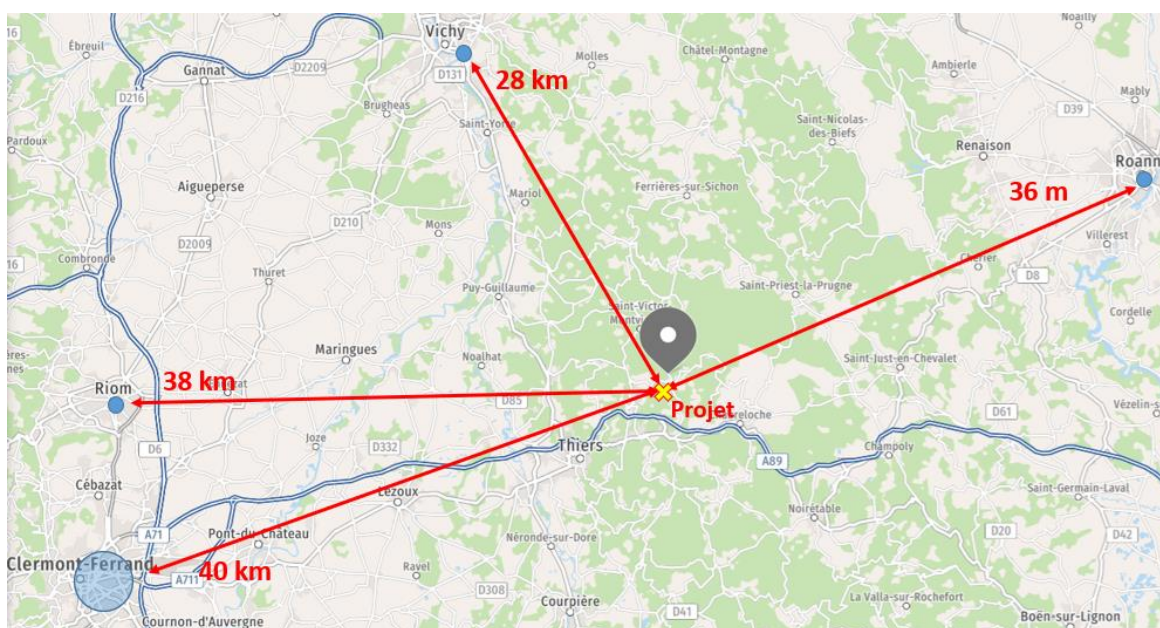 Noailly
16
Ébreuil
Vichy
Molles
Châtel-Montagne
Gannat
D2209
D131
28 km
Ambierle
Mably
D216
Brugheas
Saint-Yorre
Saint-Nicolas-
des-Biefs
D39
Pardoux
Renaison
Roann
Aigueperse
Mariol
Ferrières-sur-Sichon
36 m
D210
Mons
D2009
Villerest
16
Combronde
Thuret
Cherier
D8
Puy-Guillaume
Saint-Priest-la-Prugne
Saint-Victor
Cordelle
Maringues
Noalhat
Saint-Just-en-Chevalet
Riom
38 km
D85
Projet
D61
Vézelin-s
Joze
D332
Thiers
D6
A89
Champoly
Cébazat
Lezoux
Saint-Germain-Laval
A71
Pont-du-Château
Noirétable
D20
D42
Clermont-Ferrand
Néronde-sur-Dore
A711
40 km
Ravel
D308
La Valla-sur-Rochefort
Cournon-d'Auvergne
Courpière
D41
Boën-sur-Lignon